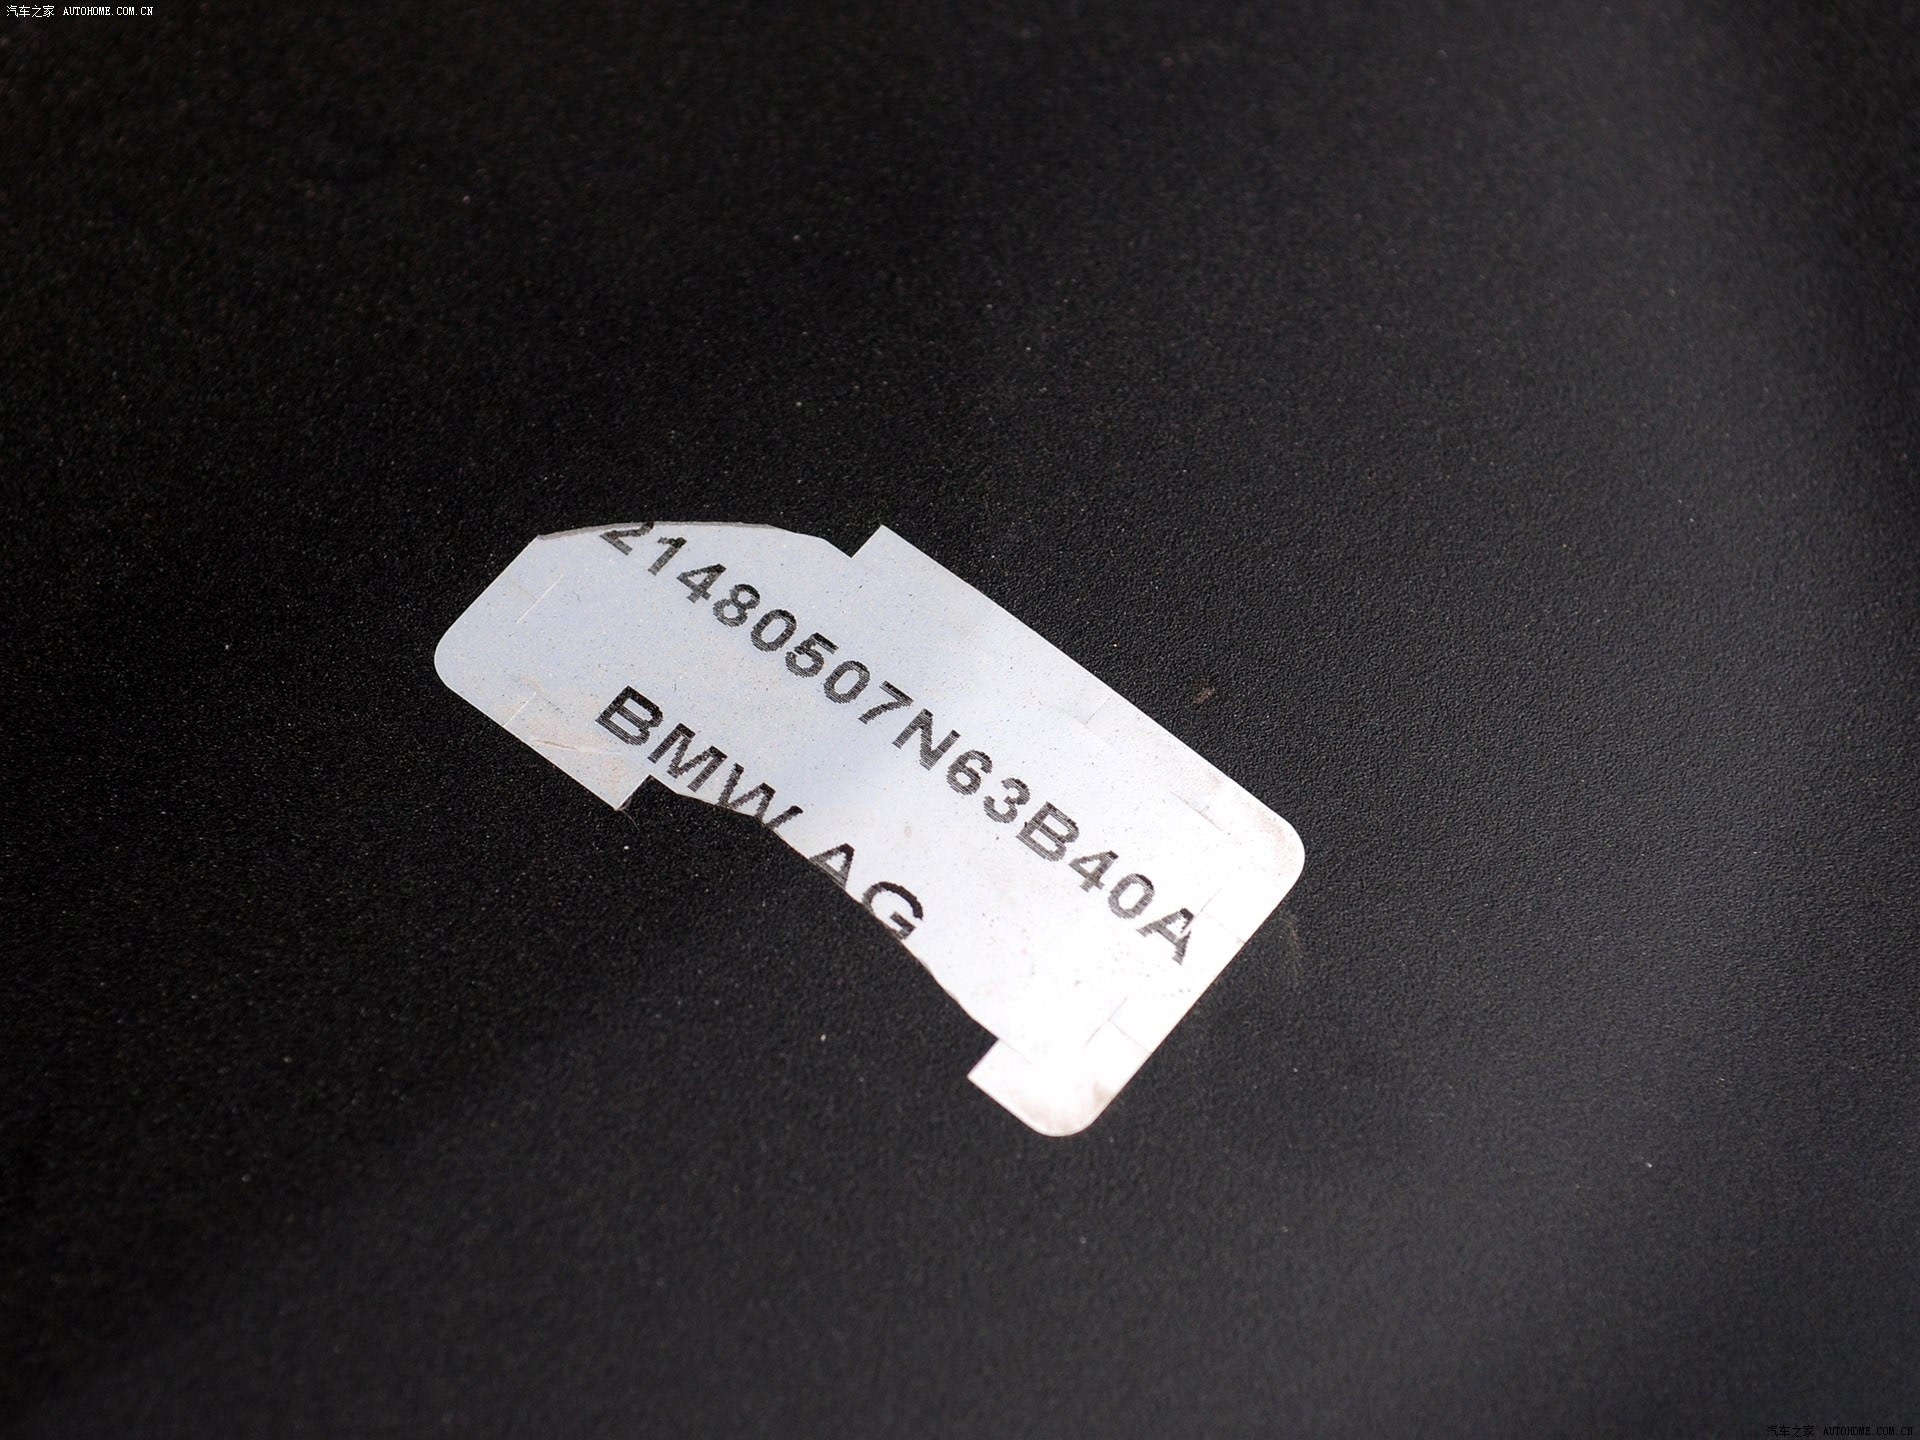 汽车之家 AUTOHOME.COM.CN
21480507N63B40A
BMW AG
汽车之家 AUTOHOME.COM.CN